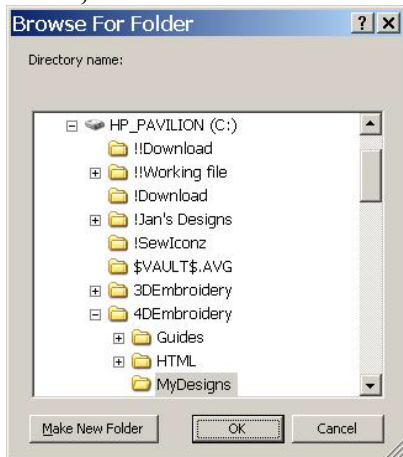 Browse For Folder
Directory name:
HP_PAVILION (C:)
!!Download
!!Working file
!Download
!Jan's Designs
!SewIconz
$VAULT$.AVG
3DEmbroidery
4DEmbroidery
Guides
HTML
MyDesigns
Make New Folder OK Cancel